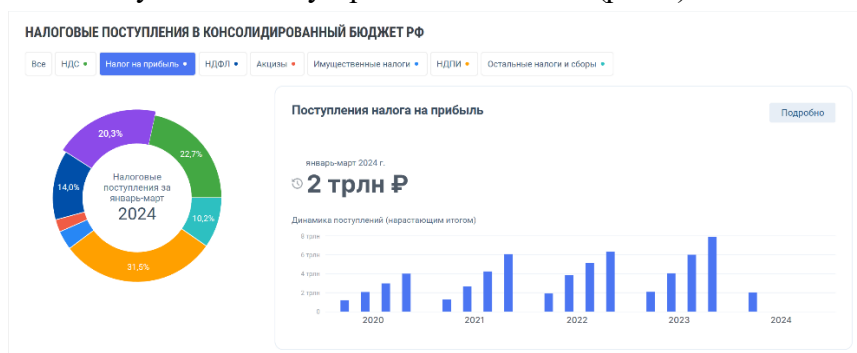 НАЛОГОВЫЕ ПОСТУПЛЕНИЯ В КОНСОЛИДИРОВАННЫЙ БЮДЖЕТ РФ
Все НДС Налог на прибыль НДФЛ Акцизы Имущественные налоги НДПИ Остальные налоги и сборы
Поступления налога на прибыль
Подробно
20,3%
22,7%
14,0%
10,2%
31,5%
Налоговые
поступления за
январь-март
2024
январь-март 2024 г.
2 трлн ₽
Динамика поступлений (нарастающим итогом)
8 трлн
6 трлн
4 трлн
2 трлн
0
2020 2021 2022 2023 2024